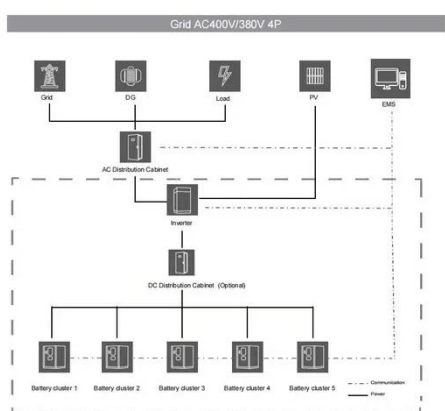 Grid AC400V/380V 4P
Grid
DG
Load
PV
EMS
AC Distribution Cabinet
Inverter
DC Distribution Cabinet (Optional)
Battery cluster 1
Battery cluster 2
Battery cluster 3
Battery cluster 4
Battery cluster 5
Communication
Power